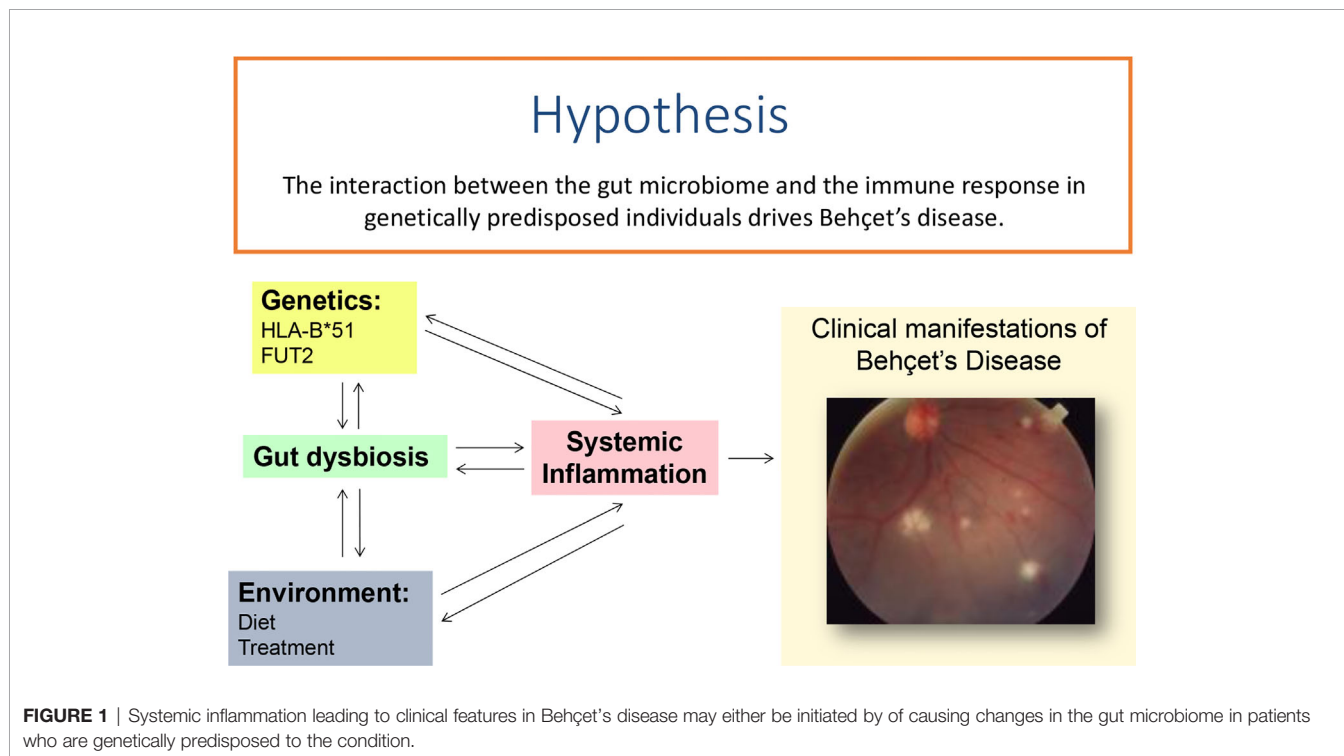 Hypothesis
The interaction between the gut microbiome and the immune response in
genetically predisposed individuals drives Behçet's disease.
Genetics:
HLA-B*51
FUT2
Gut dysbiosis
Environment:
Diet
Treatment
Systemic
Inflammation
Clinical manifestations of
Behçet's Disease
FIGURE 1 | Systemic inflammation leading to clinical features in Behçet's disease may either be initiated by of causing changes in the gut microbiome in patients
who are genetically predisposed to the condition.